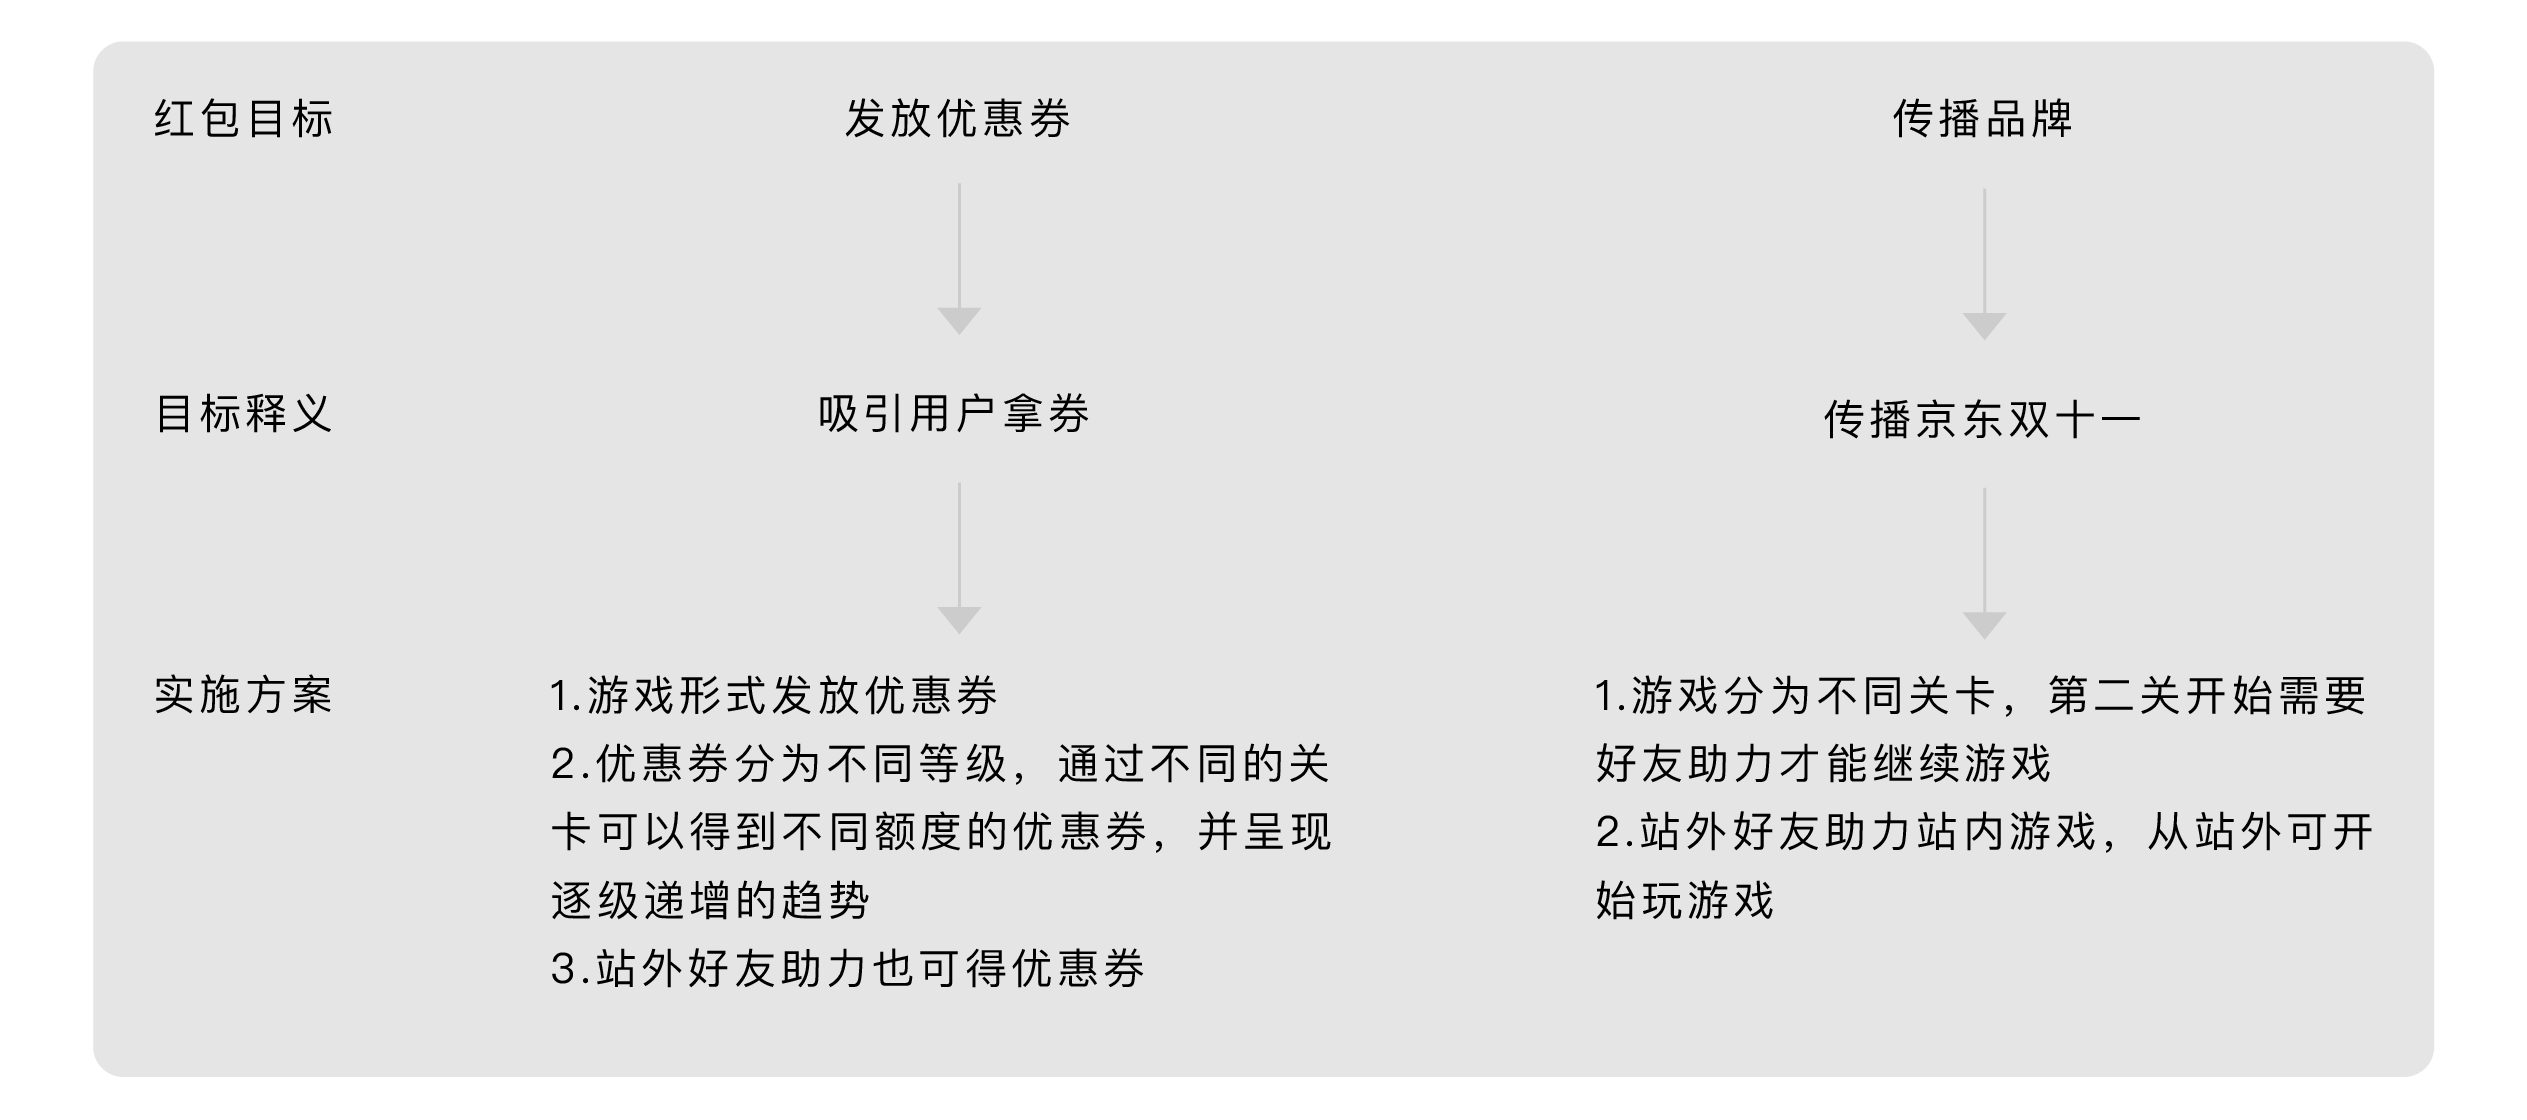 红包目标
发放优惠券
传播品牌
目标释义
吸引用户拿券
传播京东双十一
实施方案
1.游戏形式发放优惠券
2.优惠券分为不同等级，通过不同的关
卡可以得到不同额度的优惠券，并呈现
逐级递增的趋势
3.站外好友助力也可得优惠券
1.游戏分为不同关卡，第二关开始需要
好友助力才能继续游戏
2.站外好友助力站内游戏，从站外可开
始玩游戏